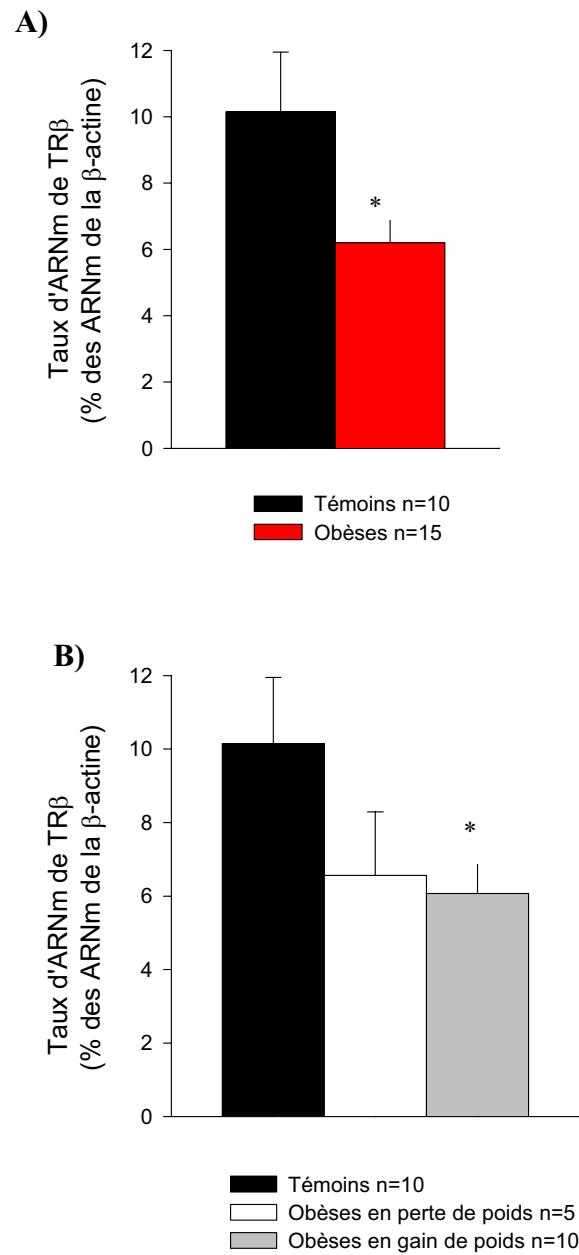 A)
Taux d'ARNm de TRβ
(% des ARNm de la β-actine)
12
10
8
6
4
2
0
*
Témoins n=10
Obèses n=15
B)
Taux d'ARNm de TRβ
(% des ARNm de la β-actine)
12
10
8
6
4
2
0
*
Témoins n=10
Obèses en perte de poids n=5
Obèses en gain de poids n=10